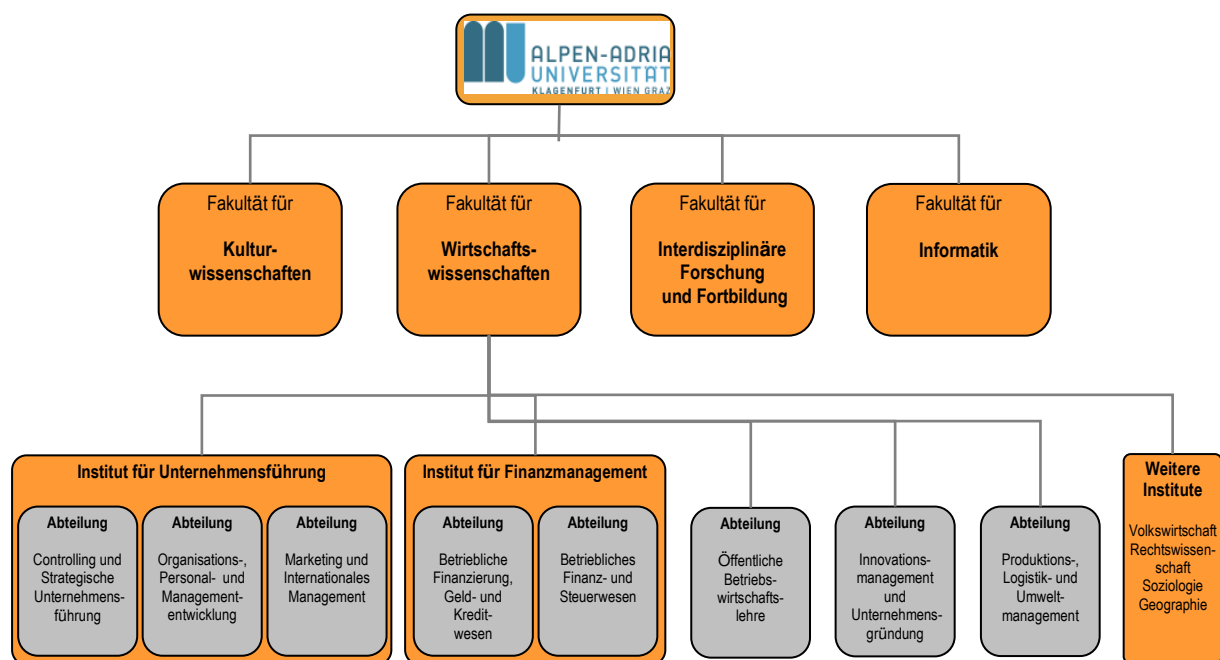 ALPEN-ADRIA
UNIVERSITÄT
KLAGENFURT | WIEN GRAZ
Fakultät für
Kultur-
wissenschaften
Fakultät für
Wirtschafts-
wissenschaften
Fakultät für
Interdisziplinäre
Forschung
und Fortbildung
Fakultät für
Informatik
Institut für Unternehmensführung
Abteilung
Controlling und
Strategische
Unternehmens-
führung
Abteilung
Organisations-,
Personal- und
Management-
entwicklung
Abteilung
Marketing und
Internationales
Management
Institut für Finanzmanagement
Abteilung
Betriebliche
Finanzierung,
Geld- und
Kredit-
wesen
Abteilung
Betriebliches
Finanz- und
Steuerwesen
Abteilung
Öffentliche
Betriebs-
wirtschafts-
lehre
Abteilung
Innovations-
management
und
Unternehmens-
gründung
Abteilung
Produktions-,
Logistik- und
Umwelt-
management
Weitere
Institute
Volkswirtschaft
Rechtswissen-
schaft
Soziologie
Geographie